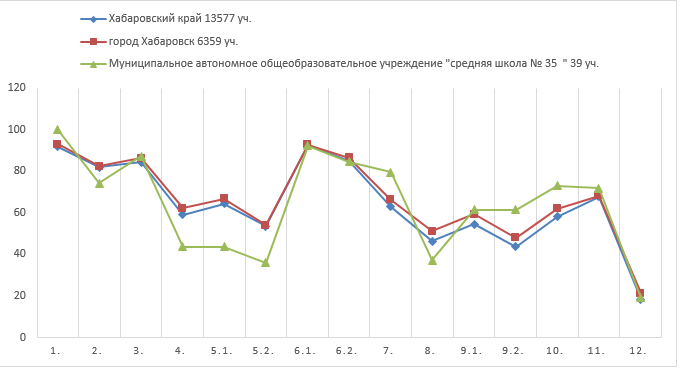 Хабаровский край 13577 уч.
город Хабаровск 6359 уч.
Муниципальное автономное общеобразовательное учреждение "средняя школа № 35  " 39 уч.
120
100
80
60
40
20
0
1. 2. 3. 4. 5.1. 5.2. 6.1. 6.2. 7. 8. 9.1. 9.2. 10. 11. 12.